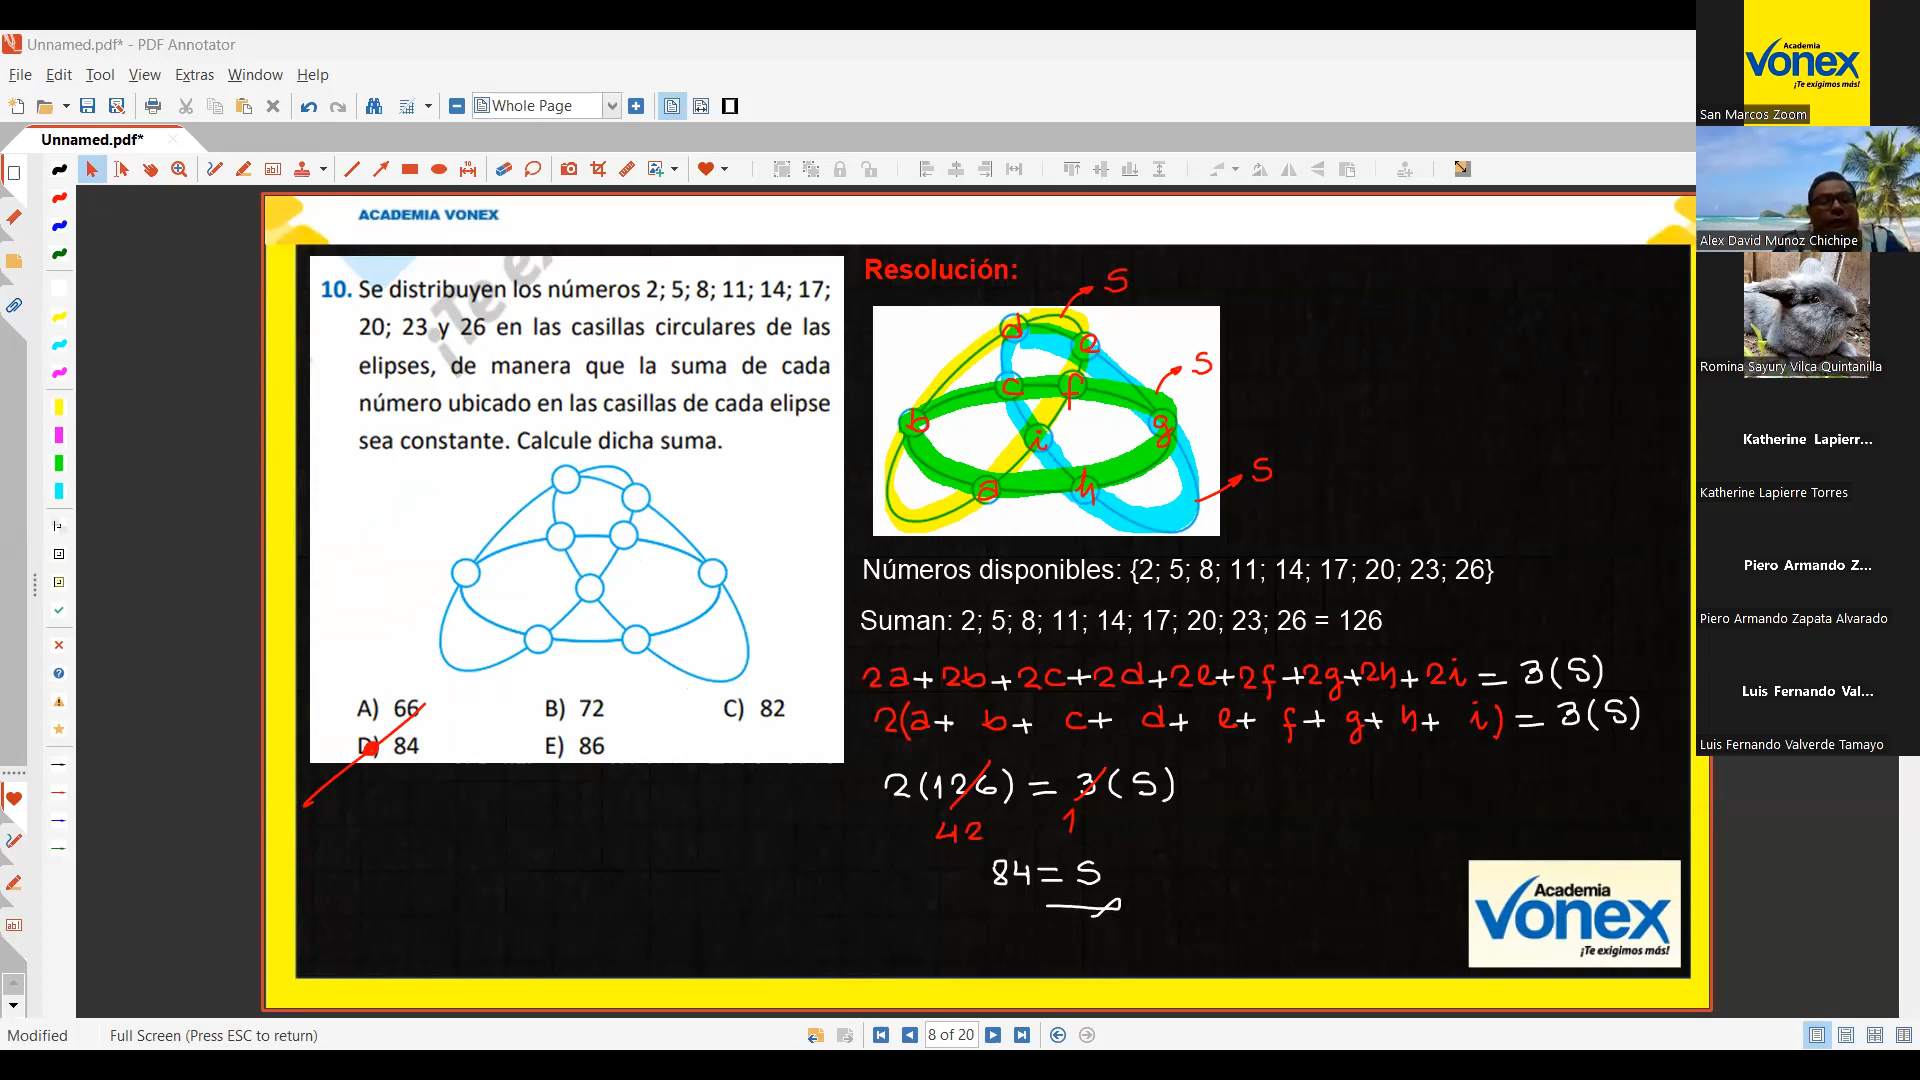 Unnamed.pdf* - PDF Annotator
File Edit Tool View Extras Window Help
Whole Page
Unnamed.pdf*
ACADEMIA VONEX
10. Se distribuyen los números 2; 5; 8; 11; 14; 17;
20; 23 y 26 en las casillas circulares de las
elipses, de manera que la suma de cada
número ubicado en las casillas de cada elipse
sea constante. Calcule dicha suma.
A) 66 B) 72 C) 82
D) 84 E) 86
Resolución:
S
d
e
S
c f
b g
i
S
a h
Números disponibles: {2; 5; 8; 11; 14; 17; 20; 23; 26}
Suman: 2; 5; 8; 11; 14; 17; 20; 23; 26 = 126
2a+2b+2c+2d+2e+2f+2g+2h+2i = 3(S)
2(a+ b+ c+ d+ e+ f+ g+ h+ i) = 3(S)
2(126) = 3(S)
42 1
84 = S
Academia
vonex
¡Te exigimos más!
Modified Full Screen (Press ESC to return) 8 of 20
Academia
vonex
¡Te exigimos más!
San Marcos Zoom
Alex David Munoz Chichipe
Romina Sayury Vilca Quintanilla
Katherine Lapierr...
Katherine Lapierre Torres
Piero Armando Z...
Piero Armando Zapata Alvarado
Luis Fernando Val...
Luis Fernando Valverde Tamayo